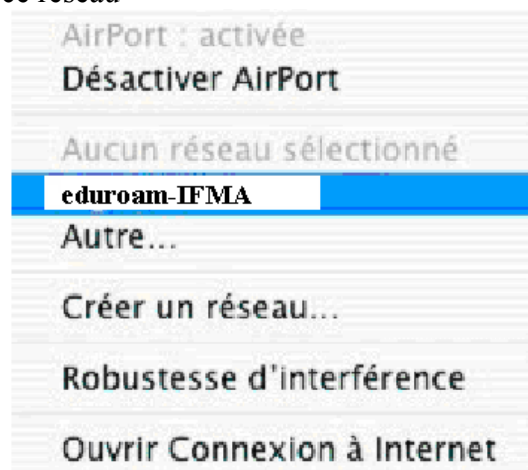 ce réseau
AirPort : activée
Désactiver AirPort
Aucun réseau sélectionné
eduroam-IFMA
Autre...
Créer un réseau...
Robustesse d'interférence
Ouvrir Connexion à Internet